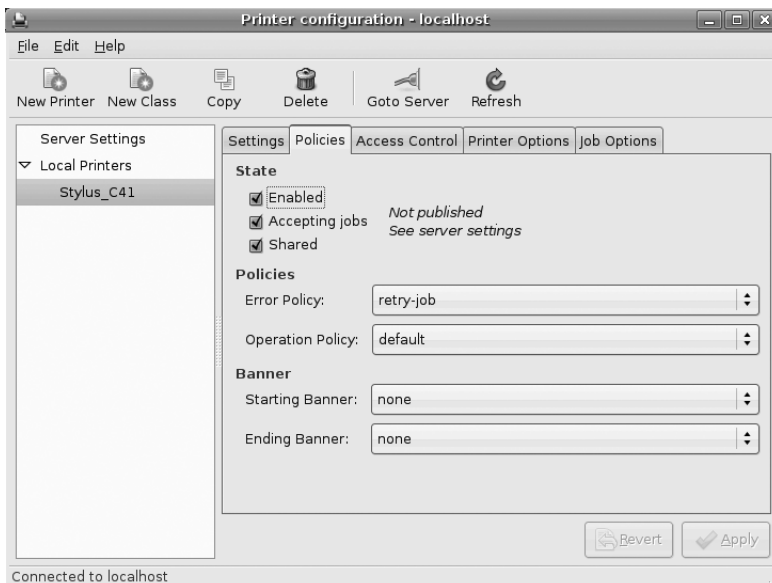 Printer configuration - localhost
File Edit Help
New Printer New Class Copy Delete Goto Server Refresh
Server Settings
Local Printers
Stylus_C41
Settings Policies Access Control Printer Options Job Options
State
Enabled
Accepting jobs
Shared
Not published
See server settings
Policies
Error Policy: retry-job
Operation Policy: default
Banner
Starting Banner: none
Ending Banner: none
Revert Apply
Connected to localhost